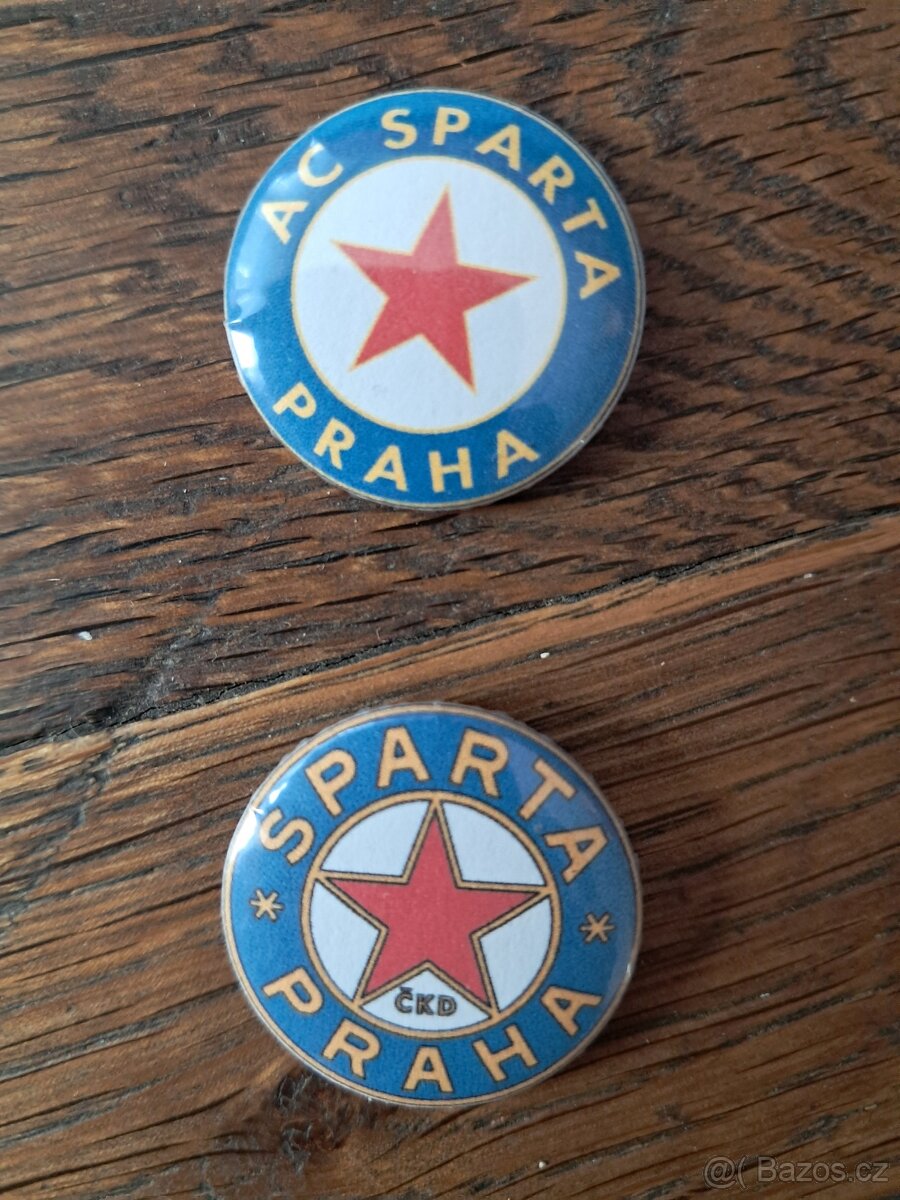 AC SPARTA
PRAHA
SPARTA
* PRAHA *
ČKD
@( Bazos.cz